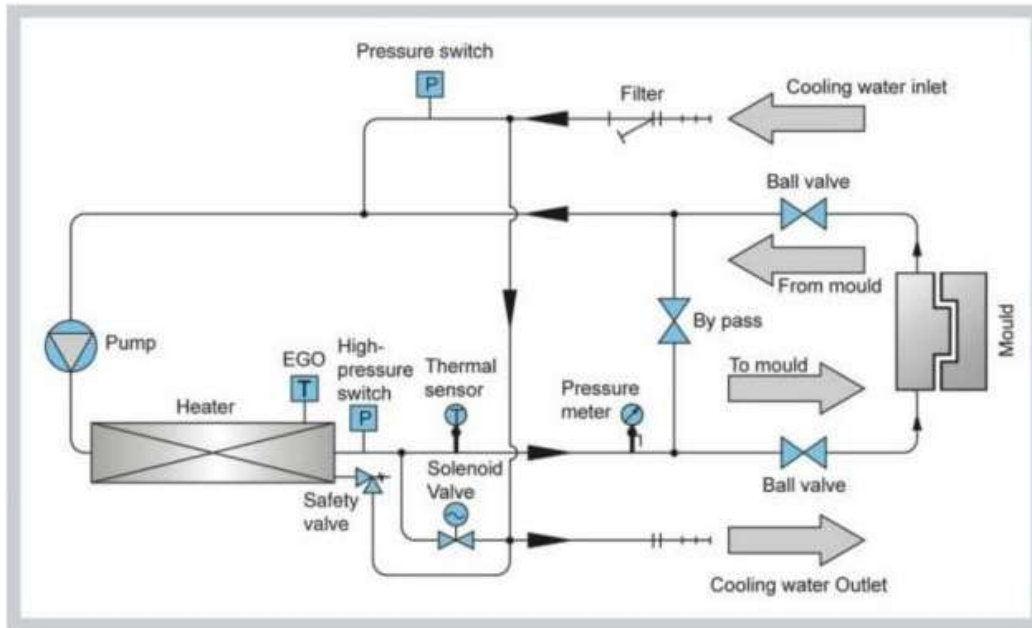 Pressure switch
P
Filter
Cooling water inlet
Ball valve
From mould
Pump
EGO
T
High-
pressure
switch
P
Thermal
sensor
T
Pressure
meter
By pass
To mould
Mould
Heater
Safety
valve
Solenoid
Valve
Ball valve
Cooling water Outlet